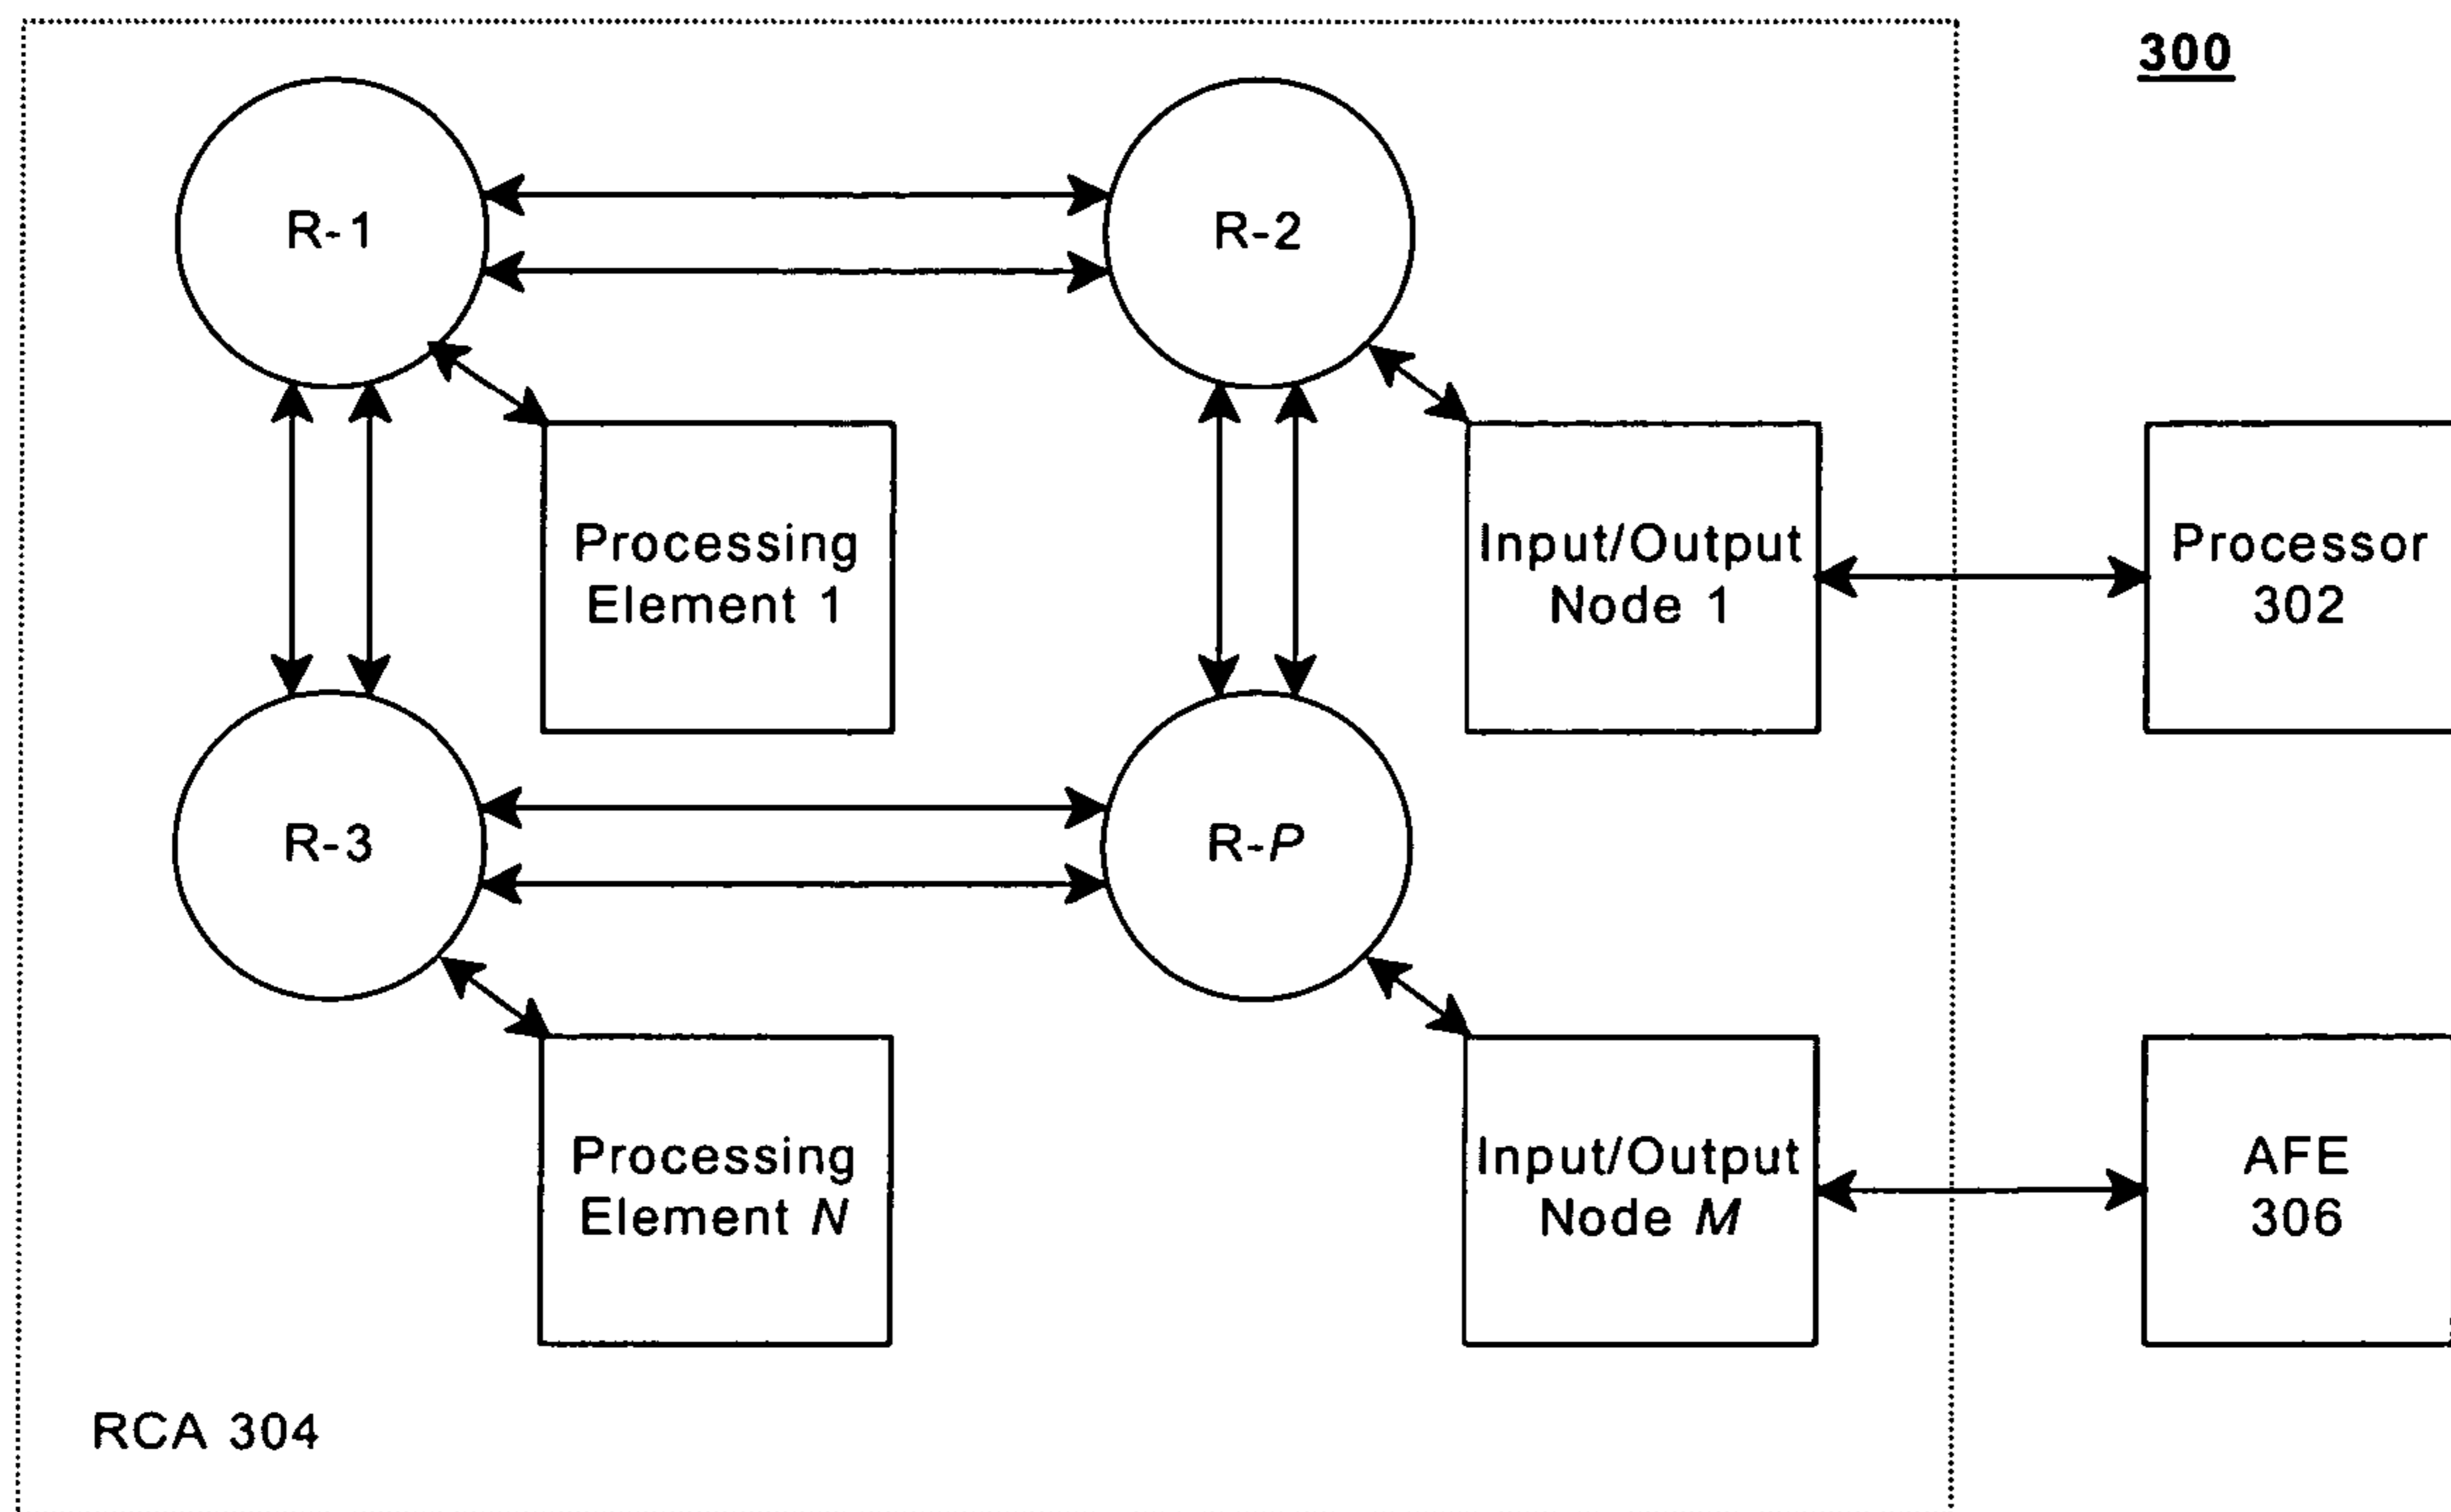 300
R-1
R-2
Processing
Element 1
Input/Output
Node 1
Processor
302
R-3
R-P
Processing
Element N
Input/Output
Node M
AFE
306
RCA 304